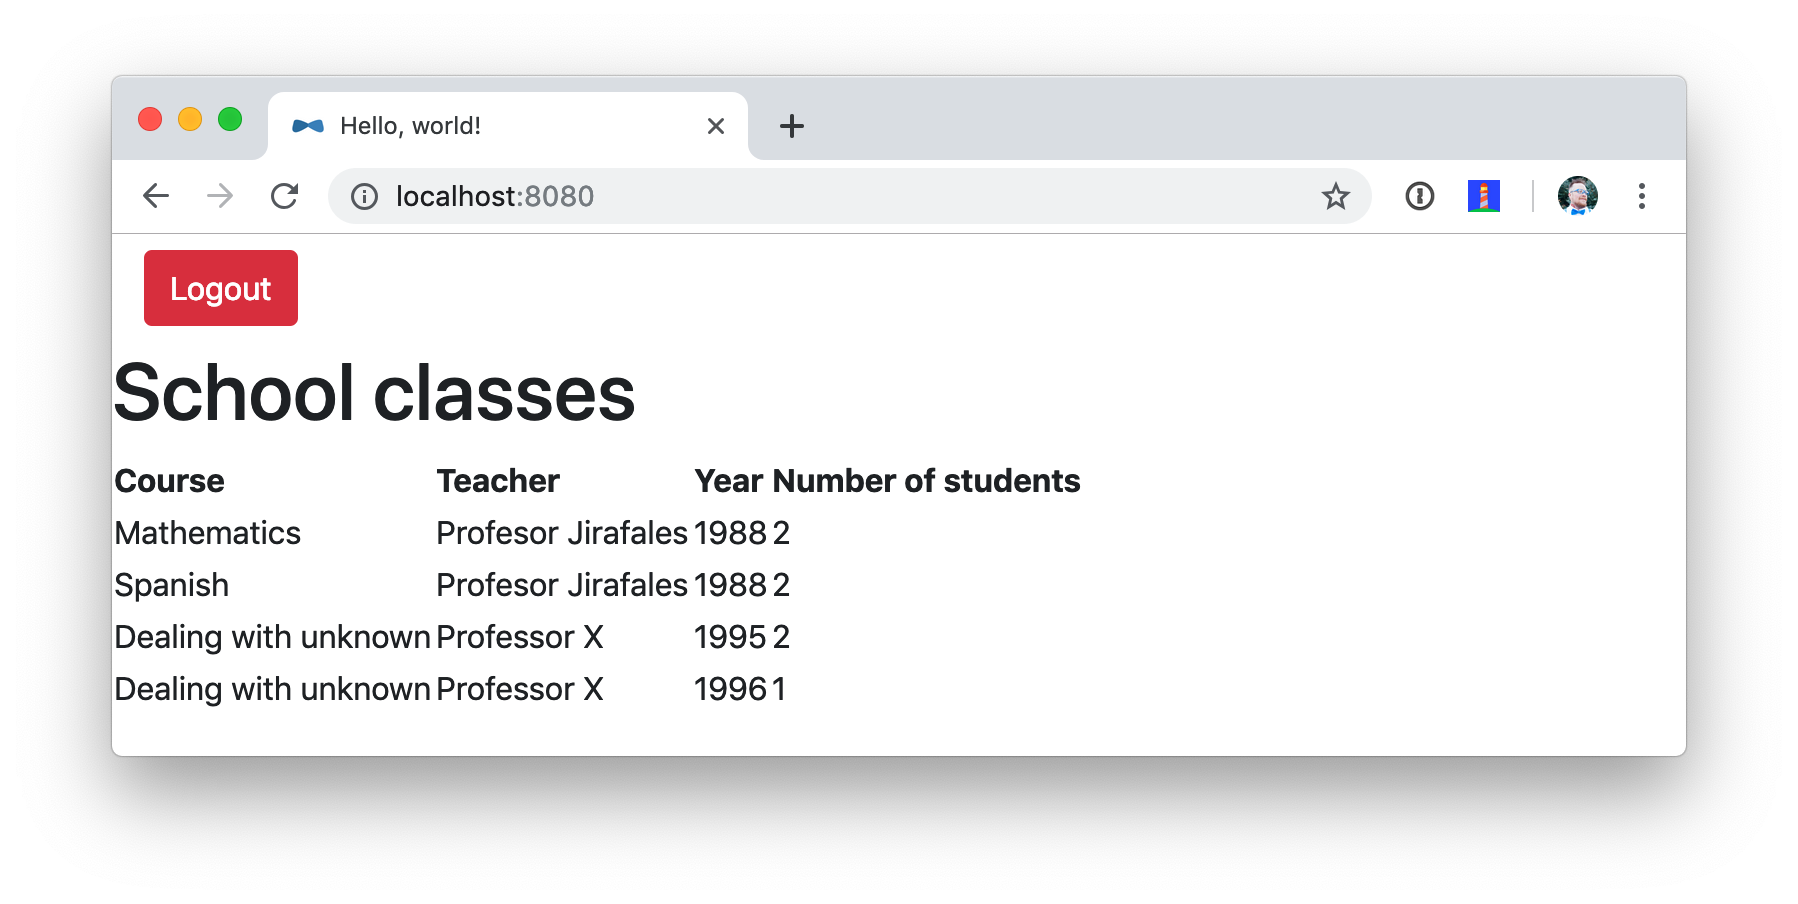 Hello, world!
localhost:8080
Logout
School classes
Course Teacher Year Number of students
Mathematics Profesor Jirafales 1988 2
Spanish Profesor Jirafales 1988 2
Dealing with unknown Professor X 1995 2
Dealing with unknown Professor X 1996 1